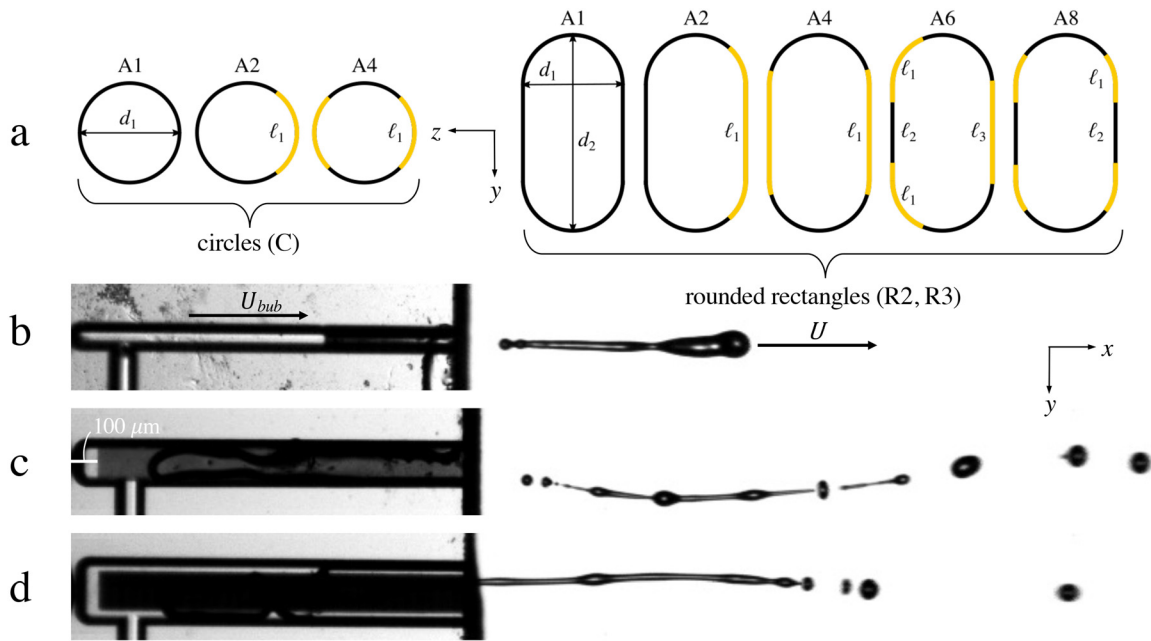 a
A1 A2 A4
d₁ ℓ₁ ℓ₁
z
y
circles (C)
A1 A2 A4 A6 A8
d₁
d₂ ℓ₁ ℓ₁
ℓ₁ ℓ₂ ℓ₁ ℓ₃
ℓ₁ ℓ₂
rounded rectangles (R2, R3)
b
U_bub
U
x
y
c
100 μm
d